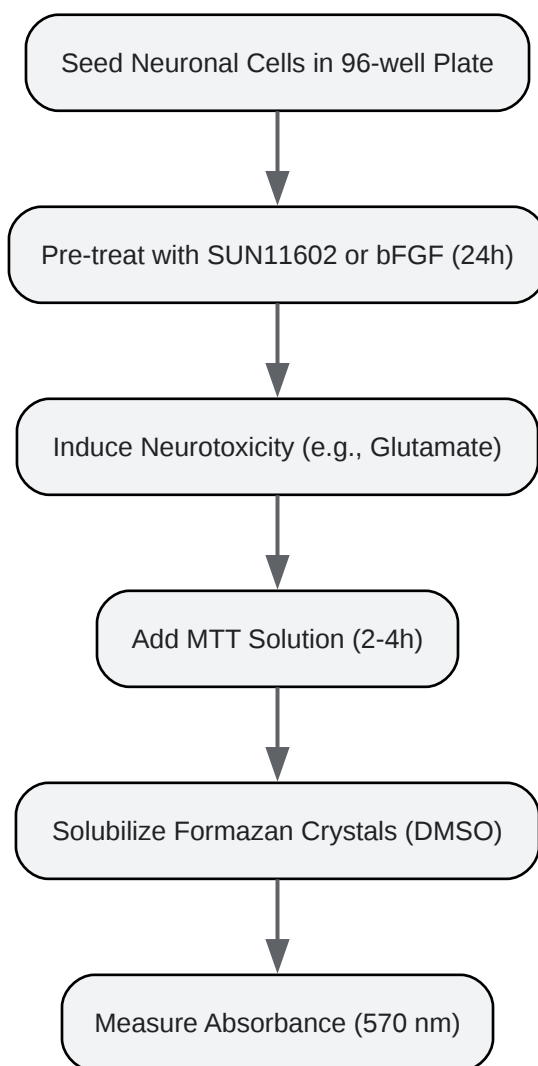 Seed Neuronal Cells in 96-well Plate
Pre-treat with SUN11602 or bFGF (24h)
Induce Neurotoxicity (e.g., Glutamate)
Add MTT Solution (2-4h)
Solubilize Formazan Crystals (DMSO)
Measure Absorbance (570 nm)